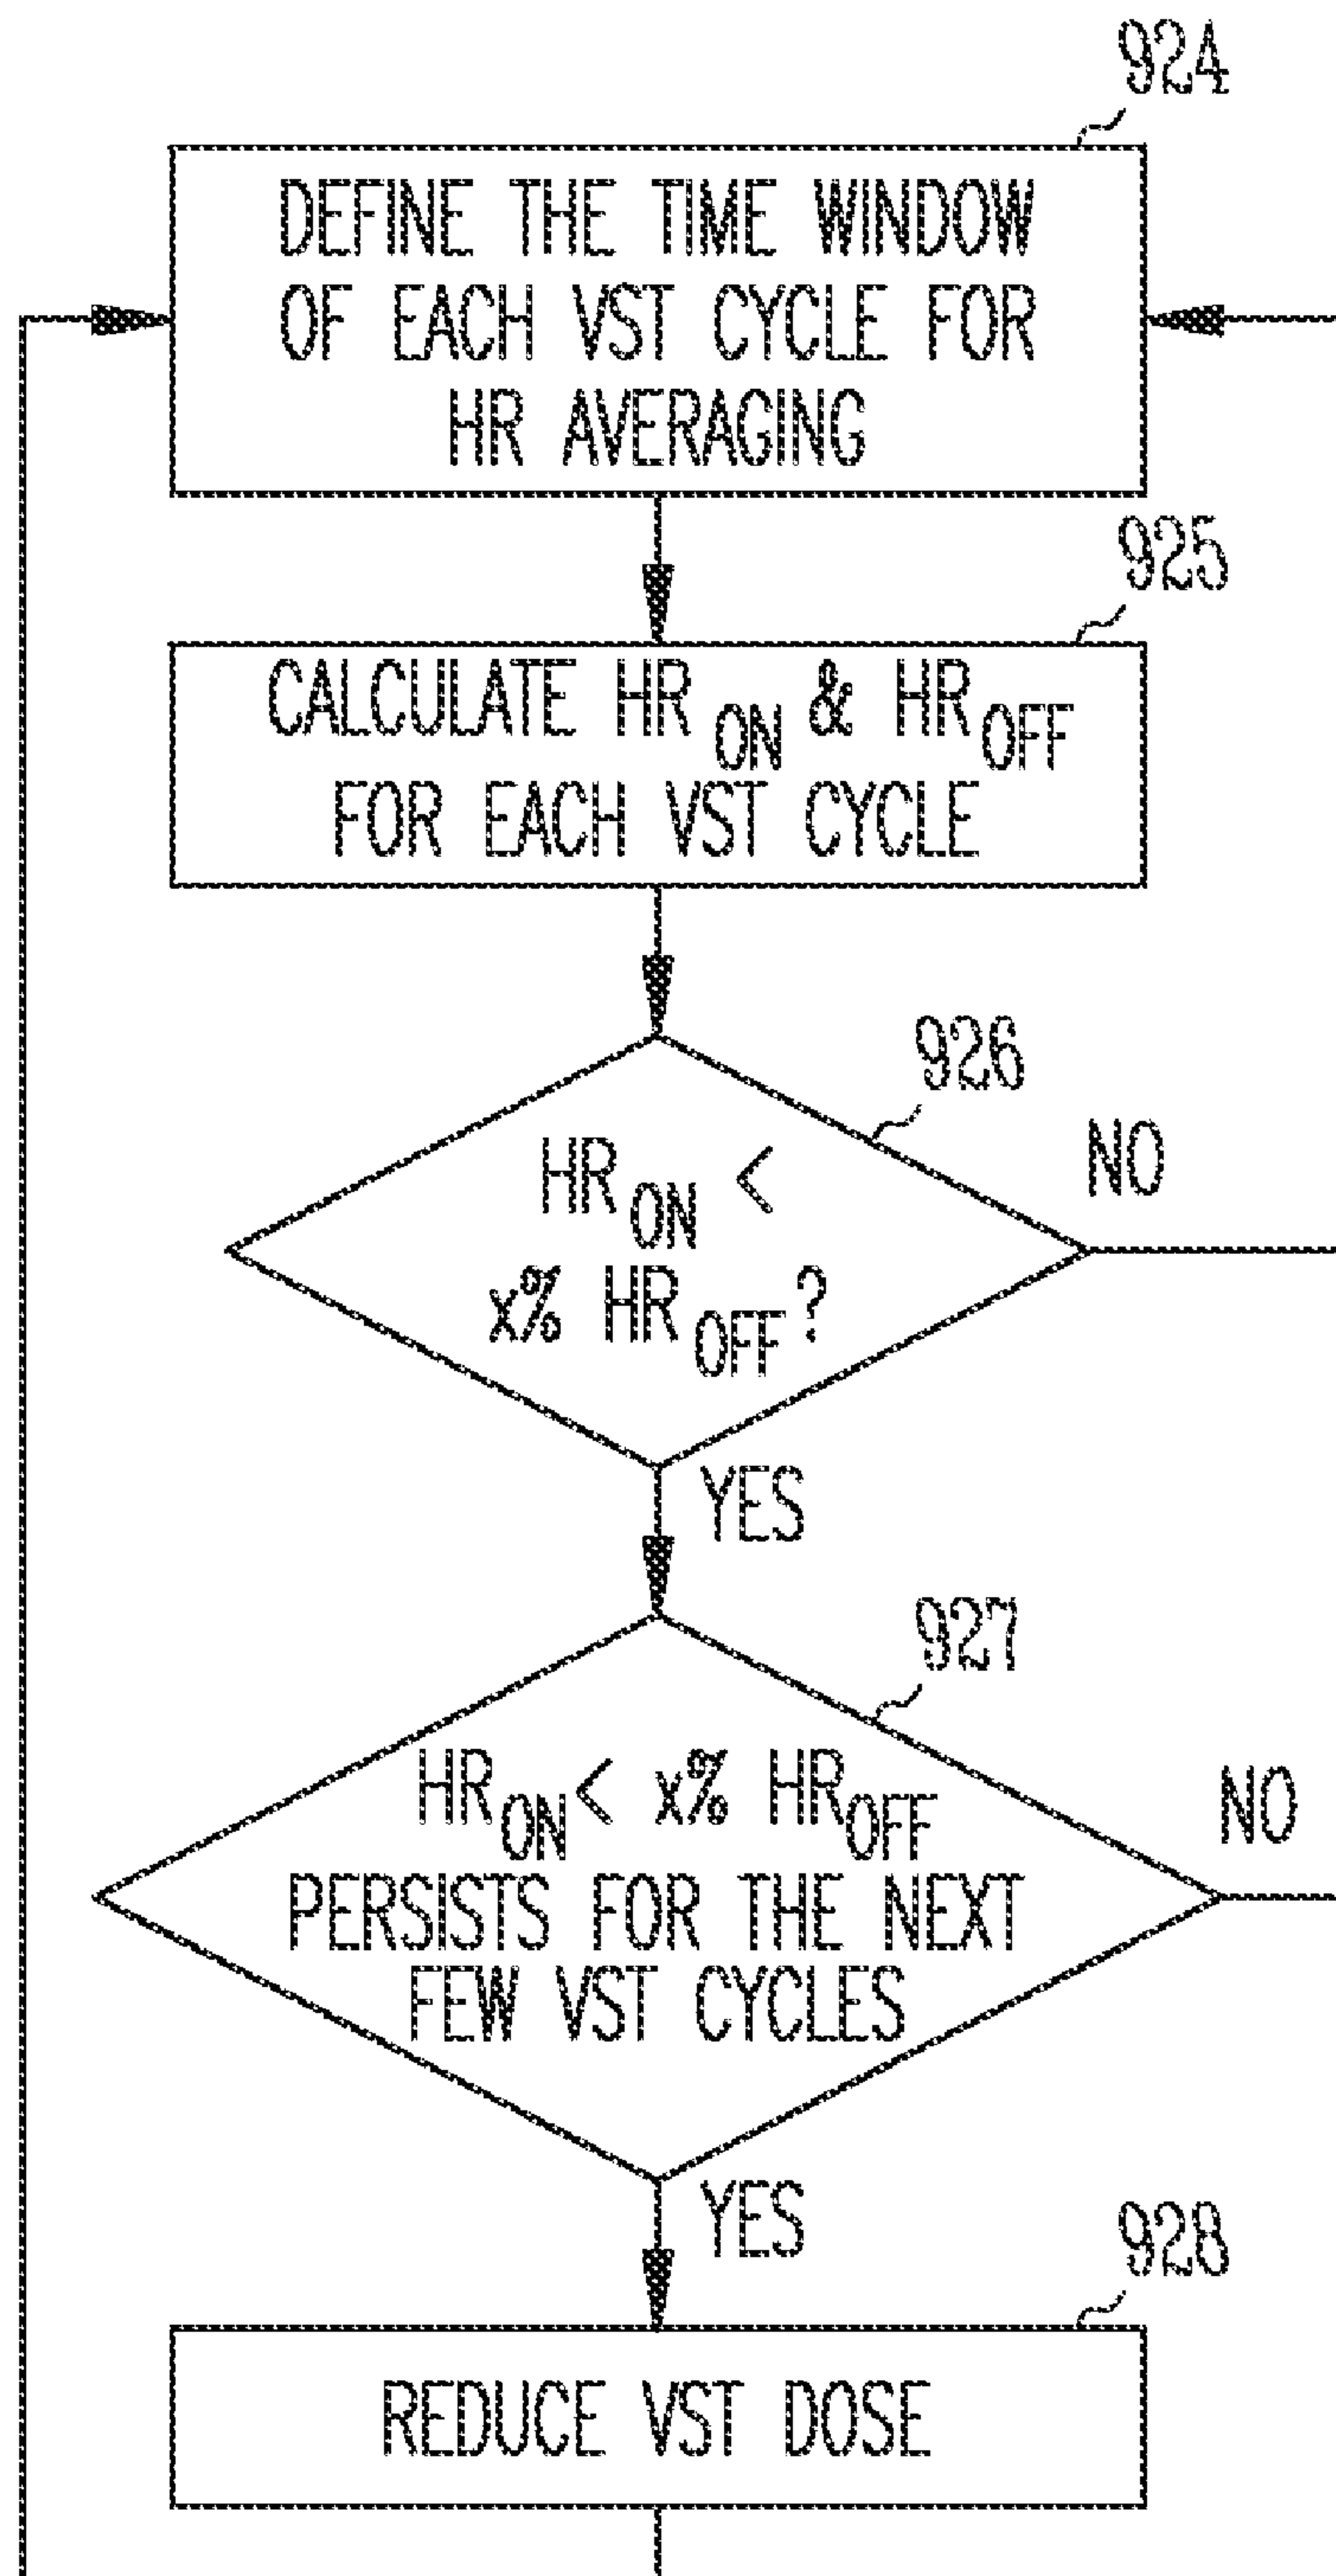 924
DEFINE THE TIME WINDOW
OF EACH VST CYCLE FOR
HR AVERAGING
925
CALCULATE HR ON & HR OFF
FOR EACH VST CYCLE
926
HR ON <
x% HR OFF?
NO
YES
927
HR ON < x% HR OFF
PERSISTS FOR THE NEXT
FEW VST CYCLES
NO
YES
928
REDUCE VST DOSE